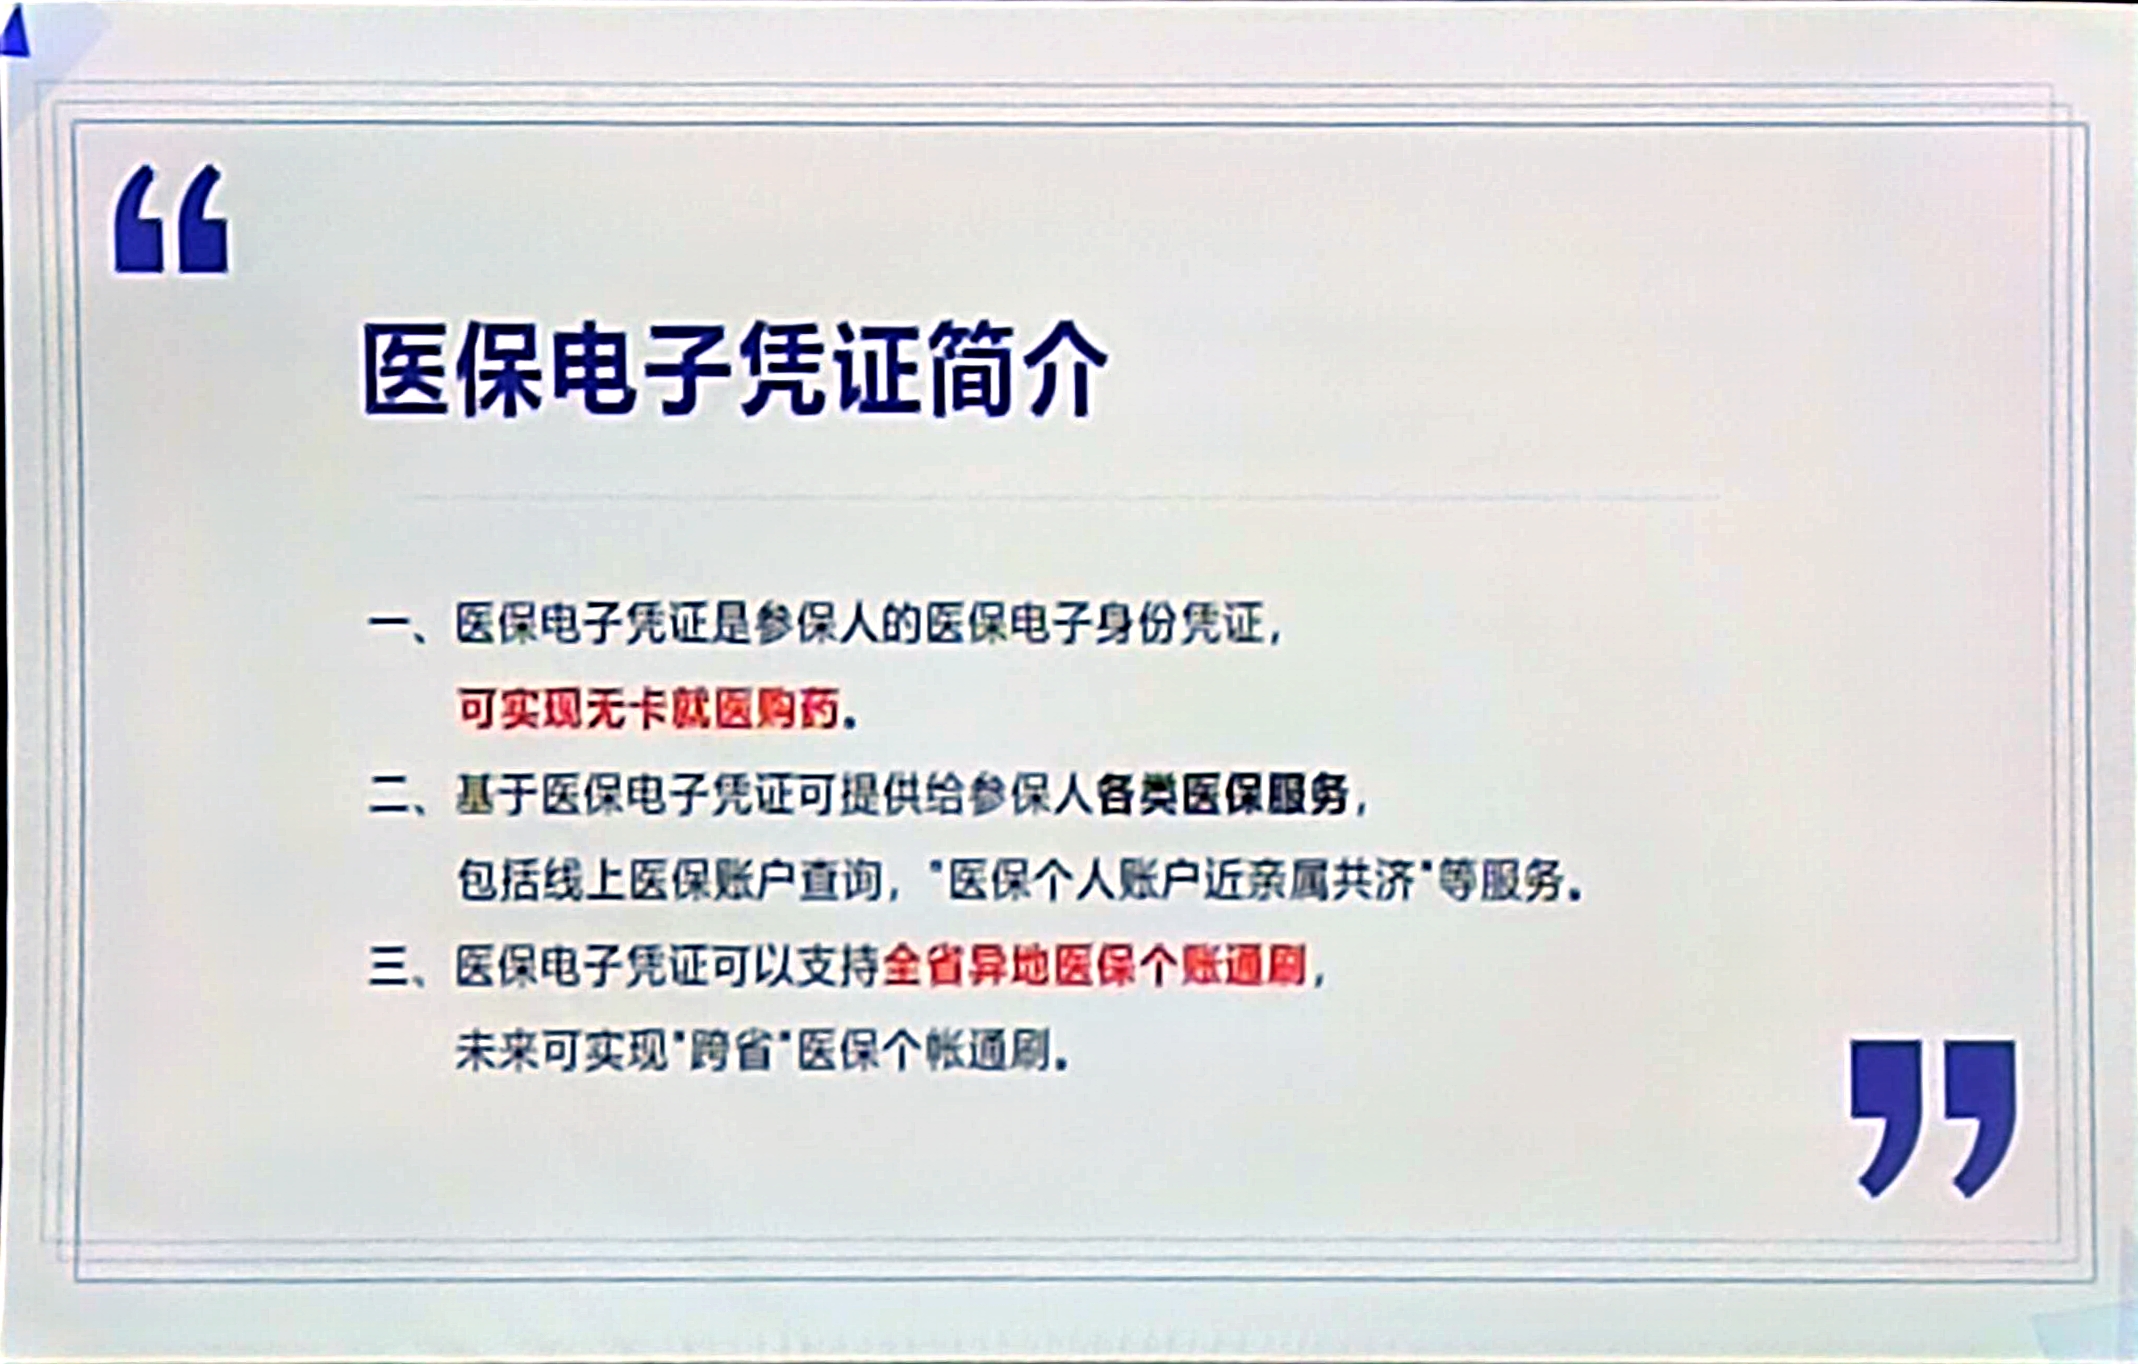 医保电子凭证简介
一、医保电子凭证是参保人的医保电子身份凭证，
可实现无卡就医购药。
二、基于医保电子凭证可提供给参保人各类医保服务，
包括线上医保账户查询，"医保个人账户近亲属共济"等服务。
三、医保电子凭证可以支持全省异地医保个账通刷，
未来可实现"跨省"医保个帐通刷。